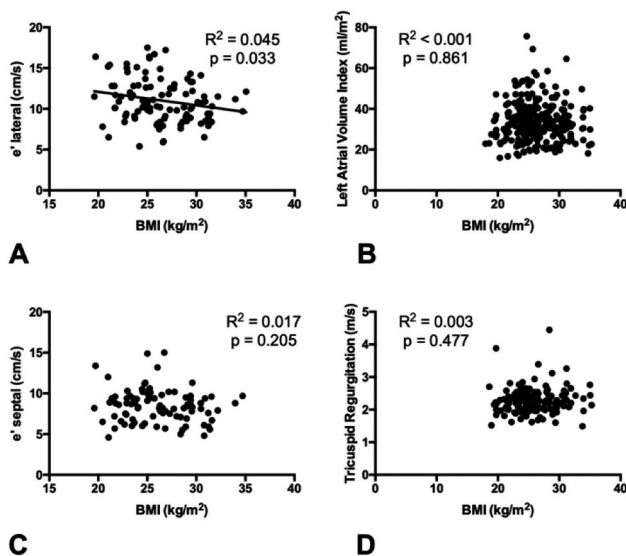 R² = 0.045
p = 0.033
e' lateral (cm/s)
20
15
10
5
0
15 20 25 30 35 40
BMI (kg/m²)
A
R² < 0.001
p = 0.861
Left Atrial Volume Index (ml/m²)
80
60
40
20
0
0 10 20 30 40
BMI (kg/m²)
B
R² = 0.017
p = 0.205
e' septal (cm/s)
20
15
10
5
0
15 20 25 30 35 40
BMI (kg/m²)
C
R² = 0.003
p = 0.477
Tricuspid Regurgitation (m/s)
5
4
3
2
1
0
0 10 20 30 40
BMI (kg/m²)
D